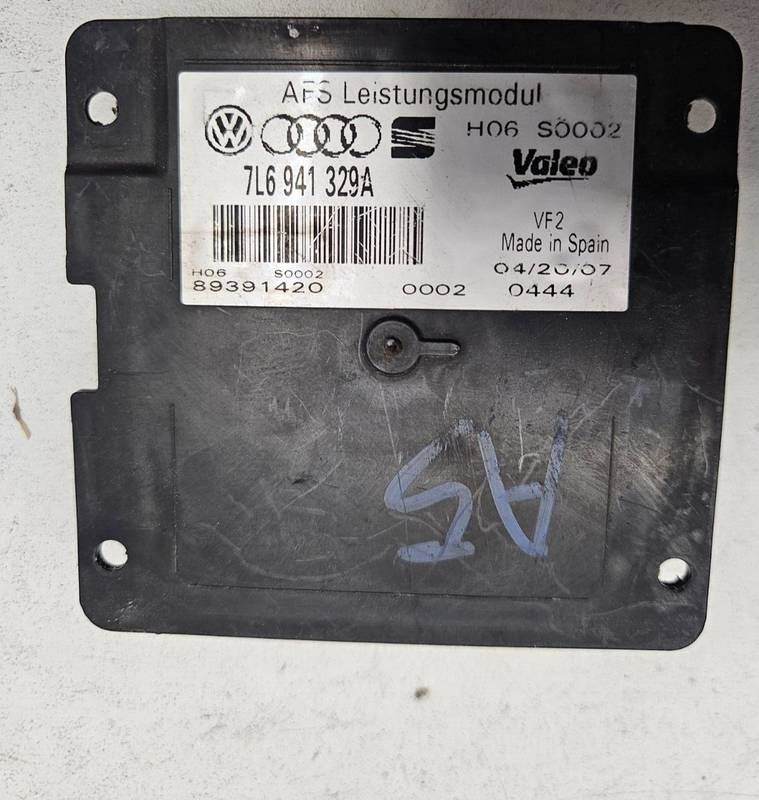 AFS Leistungsmodul
H06 S0002
Valeo
7L6 941 329A
VF2
Made in Spain
H06 S0002
04/20/07
89391420 0002 0444